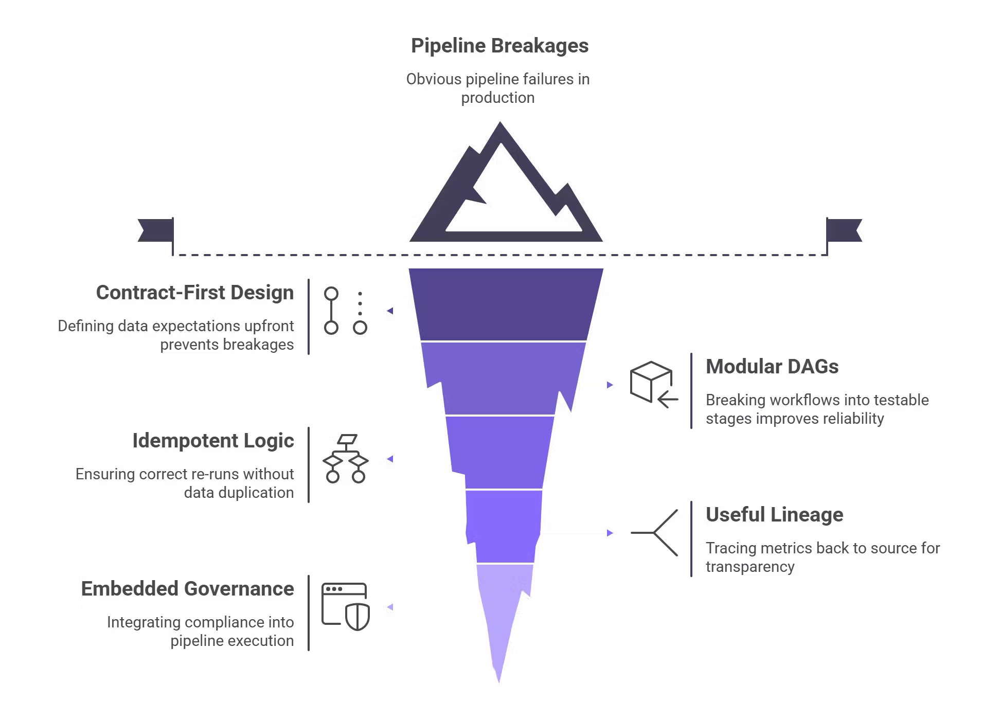 Pipeline Breakages
Obvious pipeline failures in
production
Contract-First Design
Defining data expectations upfront
prevents breakages
Modular DAGs
Breaking workflows into testable
stages improves reliability
Idempotent Logic
Ensuring correct re-runs without
data duplication
Useful Lineage
Tracing metrics back to source for
transparency
Embedded Governance
Integrating compliance into
pipeline execution